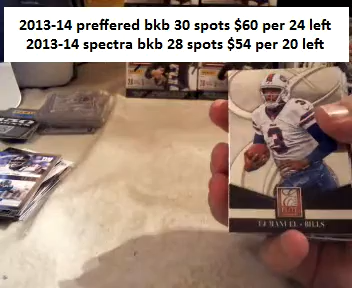 2013-14 preffered bkb 30 spots $60 per 24 left
2013-14 spectra bkb 28 spots $54 per 20 left
ELITE
EJ MANUEL - BILLS